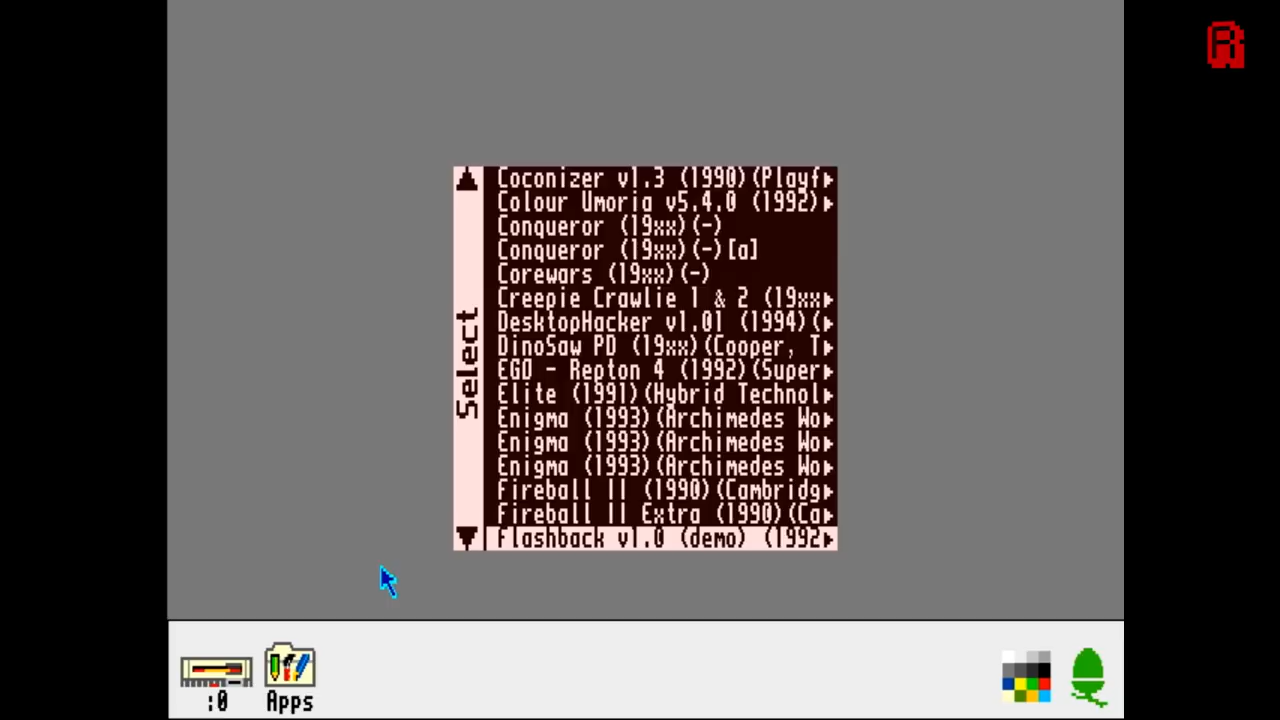 Coconizer v1.3 (1990)(Playf
Colour Umoria v5.4.0 (1992)
Conqueror (19xx)(-)
Conqueror (19xx)(-)[a]
Corewars (19xx)(-)
Creepie Crawlie 1 & 2 (19xx
DesktopHacker v1.01 (1994)(
DinoSaw PD (19xx)(Cooper, T
EGO - Repton 4 (1992)(Super
Elite (1991)(Hybrid Technol
Enigma (1993)(Archimedes Wo
Enigma (1993)(Archimedes Wo
Enigma (1993)(Archimedes Wo
Fireball II (1990)(Cambridg
Fireball II Extra (1990)(Ca
Flashback v1.0 (demo) (1992
Select
:0
Apps